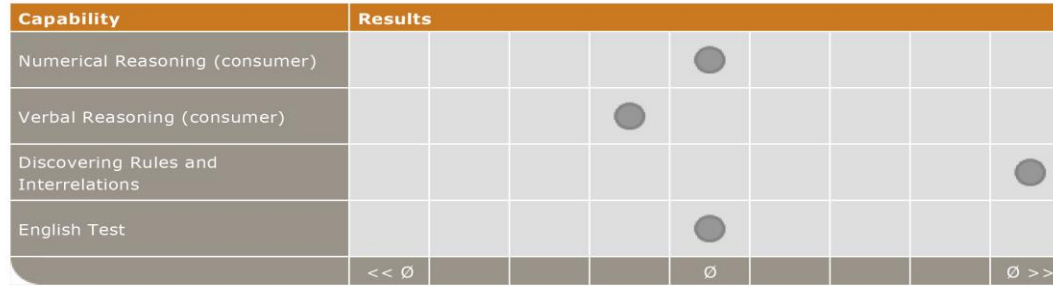 Capability Results
Numerical Reasoning (consumer)
Verbal Reasoning (consumer)
Discovering Rules and
Interrelations
English Test
<< Ø Ø Ø >>